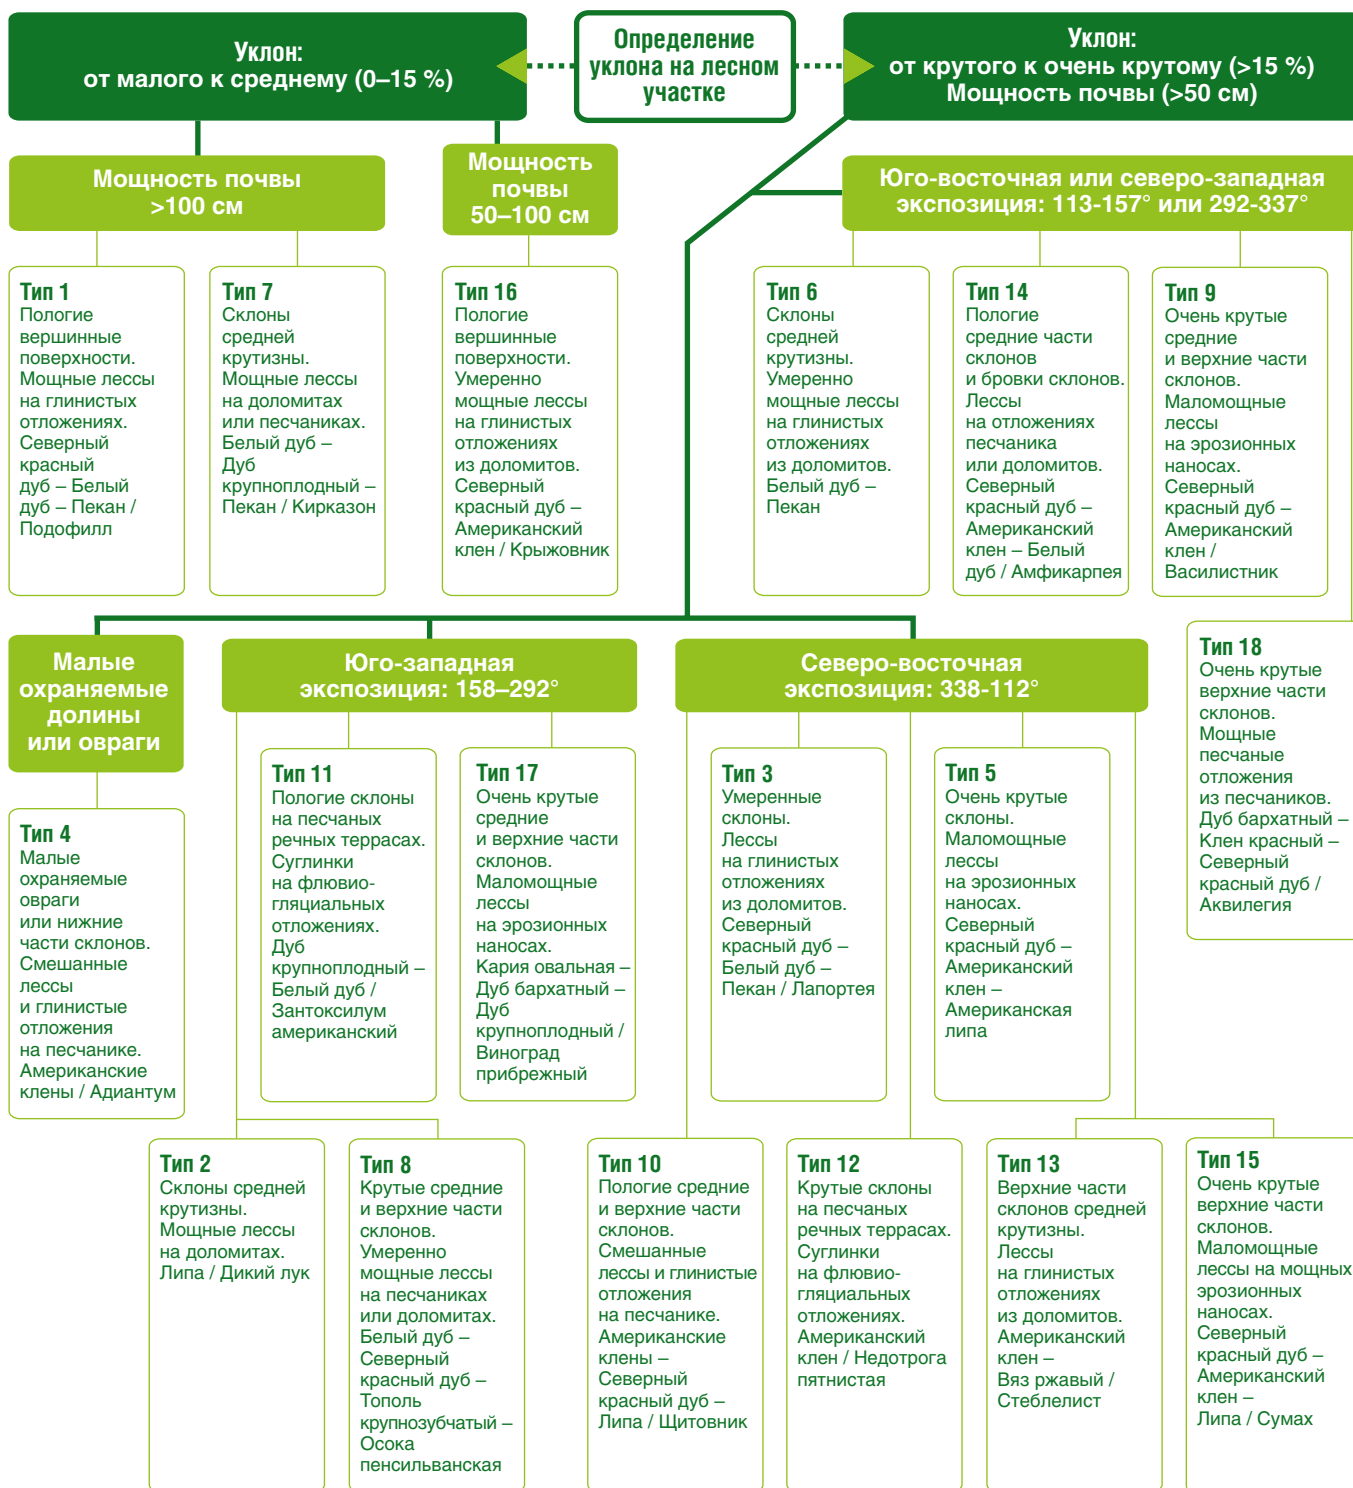 Уклон:
от малого к среднему (0–15 %)
Определение
уклона на лесном
участке
Уклон:
от крутого к очень крутому (>15 %)
Мощность почвы (>50 см)
Мощность почвы
>100 см
Мощность
почвы
50–100 см
Юго-восточная или северо-западная
экспозиция: 113-157° или 292-337°
Тип 1
Пологие
вершинные
поверхности.
Мощные лессы
на глинистых
отложениях.
Северный
красный
дуб – Белый
дуб – Пекан /
Подофилл
Тип 7
Склоны
средней
крутизны.
Мощные лессы
на доломитах
или песчаниках.
Белый дуб –
Дуб
крупноплодный –
Пекан / Кирказон
Тип 16
Пологие
вершинные
поверхности.
Умеренно
мощные лессы
на глинистых
отложениях
из доломитов.
Северный
красный дуб –
Американский
клен / Крыжовник
Тип 6
Склоны
средней
крутизны.
Умеренно
мощные лессы
на глинистых
отложениях
из доломитов.
Белый дуб –
Пекан
Тип 14
Пологие
средние части
склонов
и бровки склонов.
Лессы
на отложениях
песчаника
или доломитов.
Северный
красный дуб –
Американский
клен – Белый
дуб / Амфикарпея
Тип 9
Очень крутые
средние
и верхние части
склонов.
Маломощные
лессы
на эрозионных
наносах.
Северный
красный дуб –
Американский
клен /
Василистник
Малые
охраняемые
долины
или овраги
Юго-западная
экспозиция: 158–292°
Северо-восточная
экспозиция: 338-112°
Тип 18
Очень крутые
верхние части
склонов.
Мощные
песчаные
отложения
из песчаников.
Дуб бархатный –
Клен красный –
Северный
красный дуб /
Аквилегия
Тип 4
Малые
охраняемые
овраги
или нижние
части склонов.
Смешанные
лессы
и глинистые
отложения
на песчанике.
Американские
клены / Адиантум
Тип 11
Пологие склоны
на песчаных
речных террасах.
Суглинки
на флювио-
гляциальных
отложениях.
Дуб
крупноплодный –
Белый дуб /
Зантоксилум
американский
Тип 17
Очень крутые
средние
и верхние части
склонов.
Маломощные
лессы
на эрозионных
наносах.
Кария овальная –
Дуб бархатный –
Дуб
крупноплодный /
Виноград
прибрежный
Тип 3
Умеренные
склоны.
Лессы
на глинистых
отложениях
из доломитов.
Северный
красный дуб –
Белый дуб –
Пекан / Лапортея
Тип 5
Очень крутые
склоны.
Маломощные
лессы
на эрозионных
наносах.
Северный
красный дуб –
Американский
клен –
Американская
липа
Тип 2
Склоны средней
крутизны.
Мощные лессы
на доломитах.
Липа / Дикий лук
Тип 8
Крутые средние
и верхние части
склонов.
Умеренно
мощные лессы
на песчаниках
или доломитах.
Белый дуб –
Северный
красный дуб –
Тополь
крупнозубчатый –
Осока
пенсильванская
Тип 10
Пологие средние
и верхние части
склонов.
Смешанные
лессы и глинистые
отложения
на песчанике.
Американские
клены –
Северный
красный дуб –
Липа / Щитовник
Тип 12
Крутые склоны
на песчаных
речных террасах.
Суглинки
на флювио-
гляциальных
отложениях.
Американский
клен / Недотрога
пятнистая
Тип 13
Верхние части
склонов средней
крутизны.
Лессы
на глинистых
отложениях
из доломитов.
Американский
клен –
Вяз ржавый /
Стеблелист
Тип 15
Очень крутые
верхние части
склонов.
Маломощные
лессы на мощных
эрозионных
наносах.
Северный
красный дуб –
Американский
клен –
Липа / Сумах